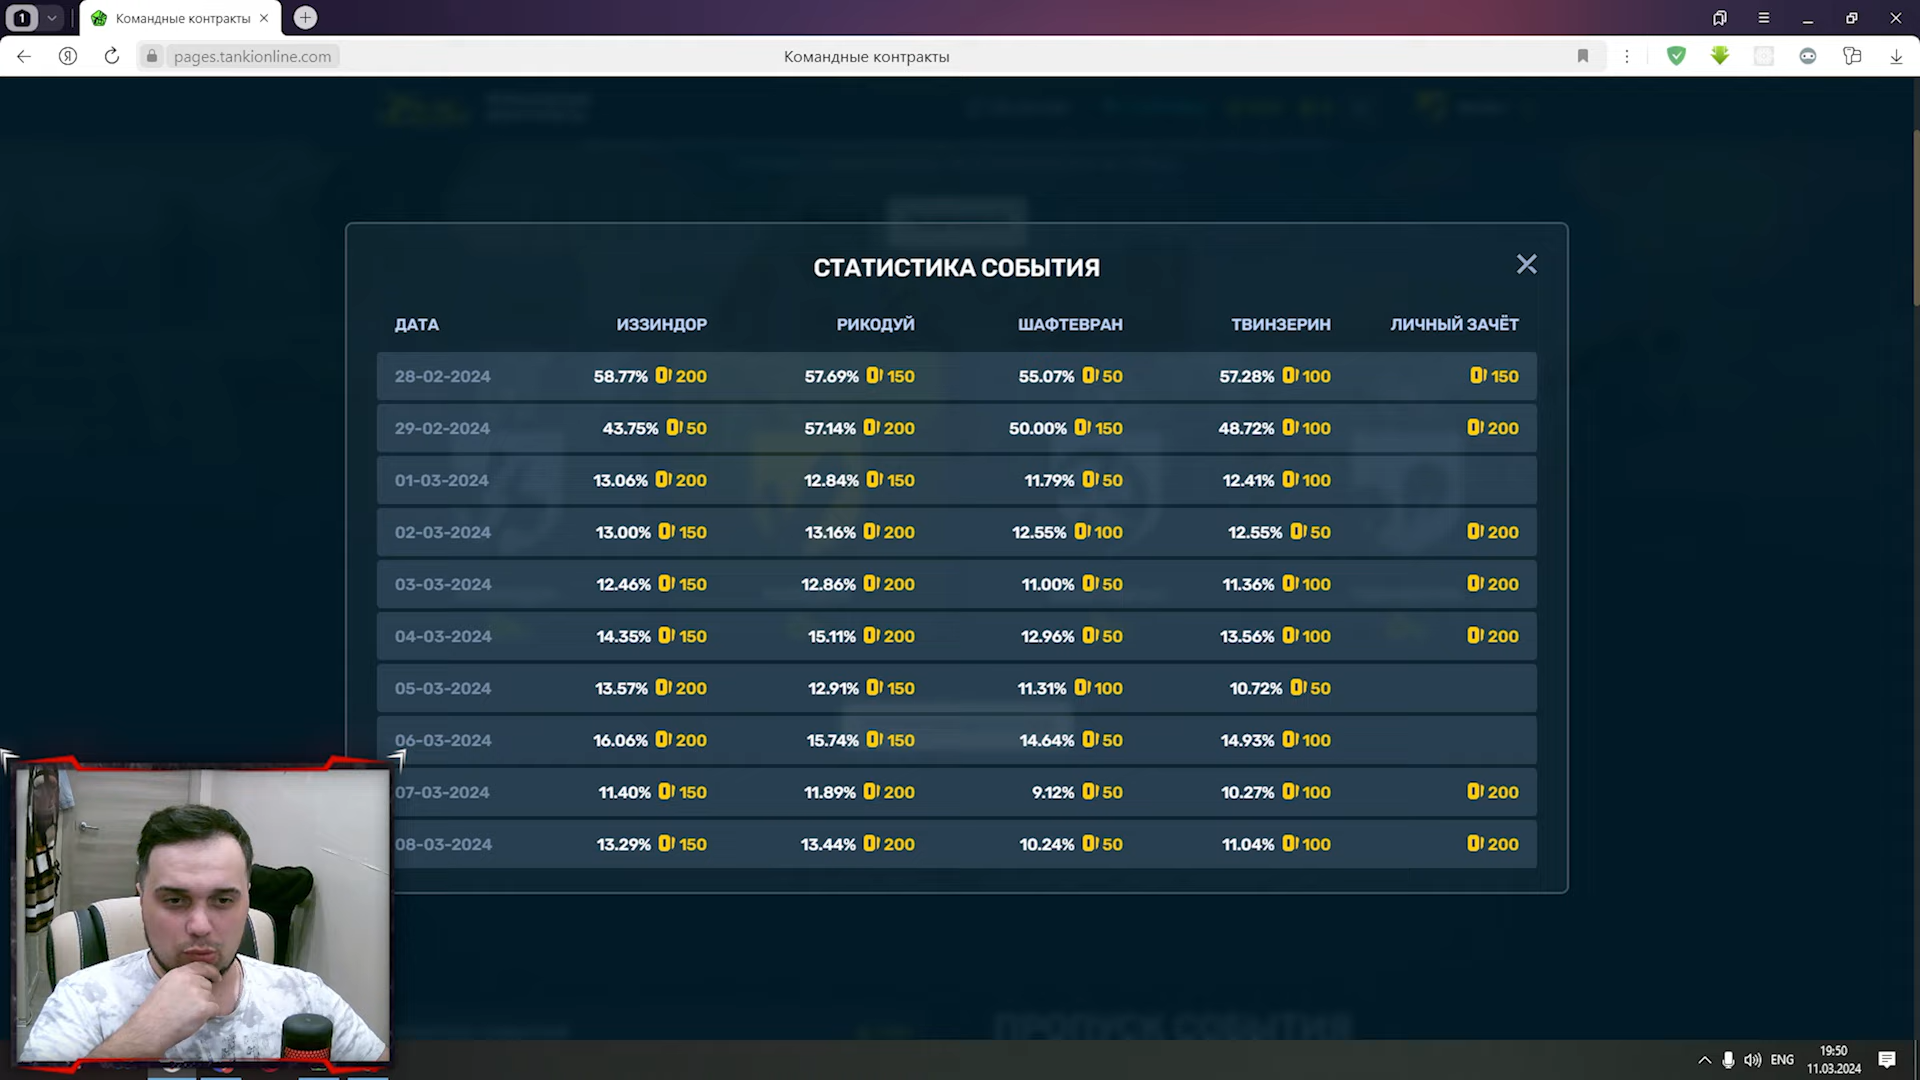 1
Командные контракты
pages.tankionline.com
Командные контракты
СТАТИСТИКА СОБЫТИЯ
ДАТА ИЗЗИНДОР РИКОДУЙ ШАФТЕВРАН ТВИНЗЕРИН ЛИЧНЫЙ ЗАЧЁТ
28-02-2024 58.77% 200 57.69% 150 55.07% 50 57.28% 100 150
29-02-2024 43.75% 50 57.14% 200 50.00% 150 48.72% 100 200
01-03-2024 13.06% 200 12.84% 150 11.79% 50 12.41% 100
02-03-2024 13.00% 150 13.16% 200 12.55% 100 12.55% 50 200
03-03-2024 12.46% 150 12.86% 200 11.00% 50 11.36% 100 200
04-03-2024 14.35% 150 15.11% 200 12.96% 50 13.56% 100 200
05-03-2024 13.57% 200 12.91% 150 11.31% 100 10.72% 50
06-03-2024 16.06% 200 15.74% 150 14.64% 50 14.93% 100
07-03-2024 11.40% 150 11.89% 200 9.12% 50 10.27% 100 200
08-03-2024 13.29% 150 13.44% 200 10.24% 50 11.04% 100 200
ПРОПУСК СОБЫТИЯ
ENG
19:50
11.03.2024